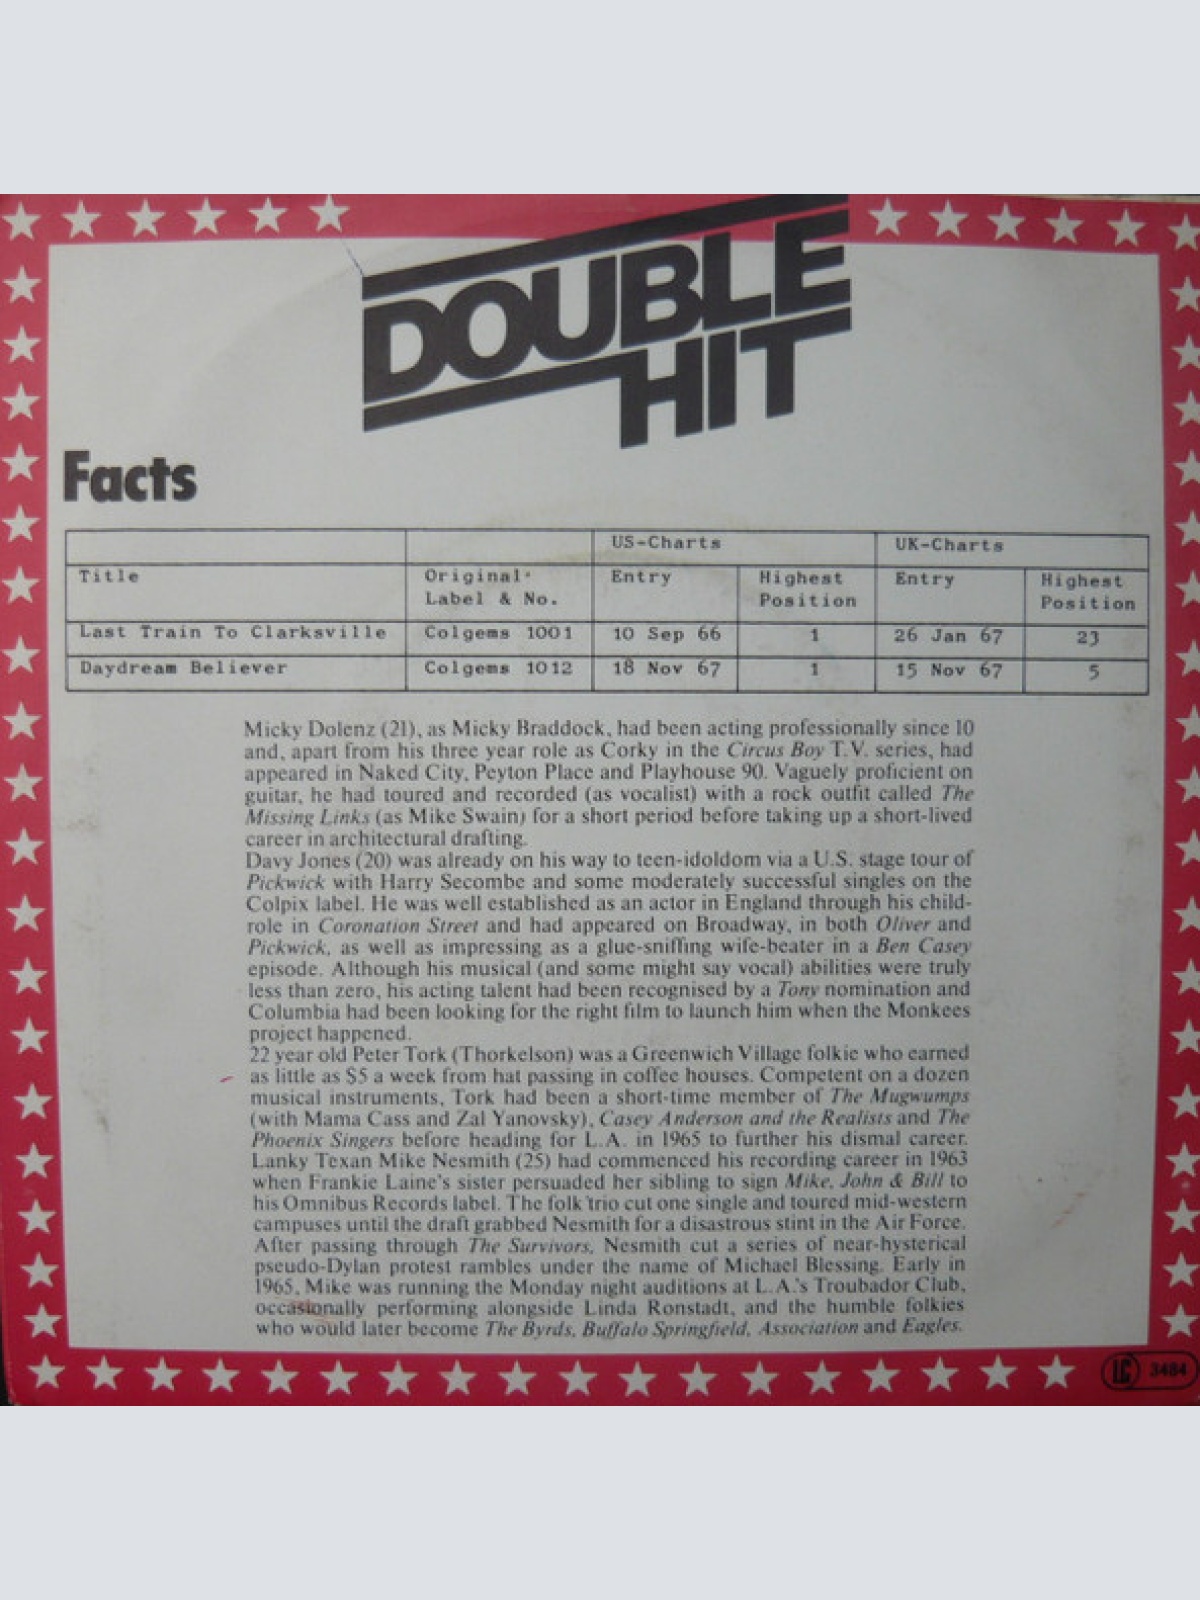 DOUBLE
HIT
Facts
US-Charts UK-Charts
Title Original Entry Highest Entry Highest
Label & No. Position Position
Last Train To Clarksville Colgems 1001 10 Sep 66 1 26 Jan 67 23
Daydream Believer Colgems 1012 18 Nov 67 1 15 Nov 67 5
Micky Dolenz (21), as Micky Braddock, had been acting professionally since 10
and, apart from his three year role as Corky in the Circus Boy T.V. series, had
appeared in Naked City, Peyton Place and Playhouse 90. Vaguely proficient on
guitar, he had toured and recorded (as vocalist) with a rock outfit called The
Missing Links (as Mike Swain) for a short period before taking up a short-lived
career in architectural drafting.
Davy Jones (20) was already on his way to teen-idoldom via a U.S. stage tour of
Pickwick with Harry Secombe and some moderately successful singles on the
Colpix label. He was well established as an actor in England through his child-
role in Coronation Street and had appeared on Broadway, in both Oliver and
Pickwick, as well as impressing as a glue-sniffing wife-beater in a Ben Casey
episode. Although his musical (and some might say vocal) abilities were truly
less than zero, his acting talent had been recognised by a Tony nomination and
Columbia had been looking for the right film to launch him when the Monkees
project happened.
22 year old Peter Tork (Thorkelson) was a Greenwich Village folkie who earned
as little as $5 a week from hat passing in coffee houses. Competent on a dozen
musical instruments, Tork had been a short-time member of The Mugwumps
(with Mama Cass and Zal Yanovsky), Casey Anderson and the Realists and The
Phoenix Singers before heading for L.A. in 1965 to further his dismal career.
Lanky Texan Mike Nesmith (25) had commenced his recording career in 1963
when Frankie Laine's sister persuaded her sibling to sign Mike, John & Bill to
his Omnibus Records label. The folk trio cut one single and toured mid-western
campuses until the draft grabbed Nesmith for a disastrous stint in the Air Force.
After passing through The Survivors, Nesmith cut a series of near-hysterical
pseudo-Dylan protest rambles under the name of Michael Blessing. Early in
1965, Mike was running the Monday night auditions at L.A.'s Troubador Club,
occasionally performing alongside Linda Ronstadt, and the humble folkies
who would later become The Byrds, Buffalo Springfield, Association and Eagles.
LC 3484